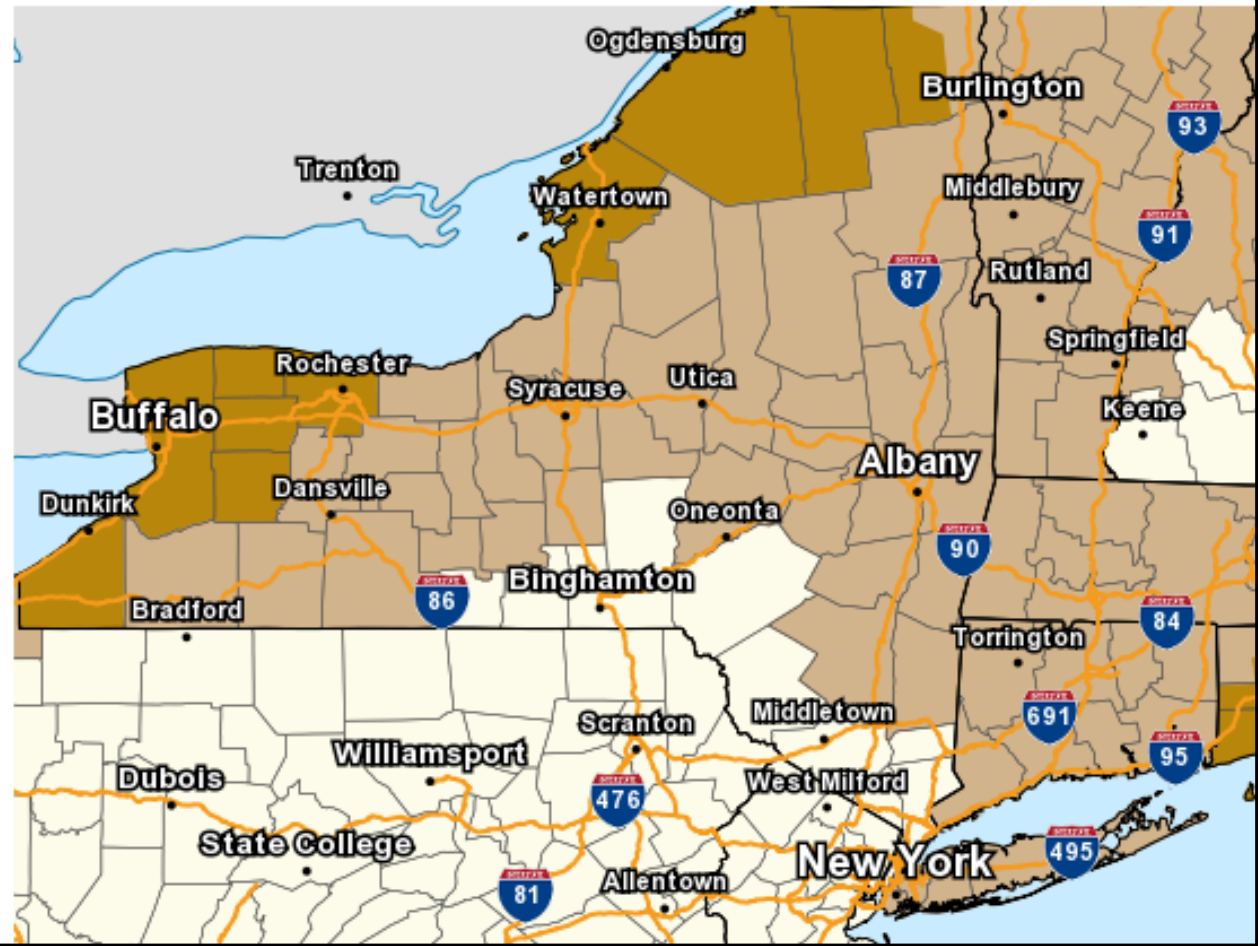 Ogdensburg
Burlington
93
Trenton
Middlebury
Watertown
91
Rutland
87
Springfield
Rochester
Utica
Syracuse
Keene
Buffalo
Albany
Dansville
Dunkirk
Oneonta
90
Binghamton
86
Bradford
84
Torrington
691
Middletown
Scranton
Williamsport
95
Dubois
West Milford
476
State College
495
New York
Allentown
81